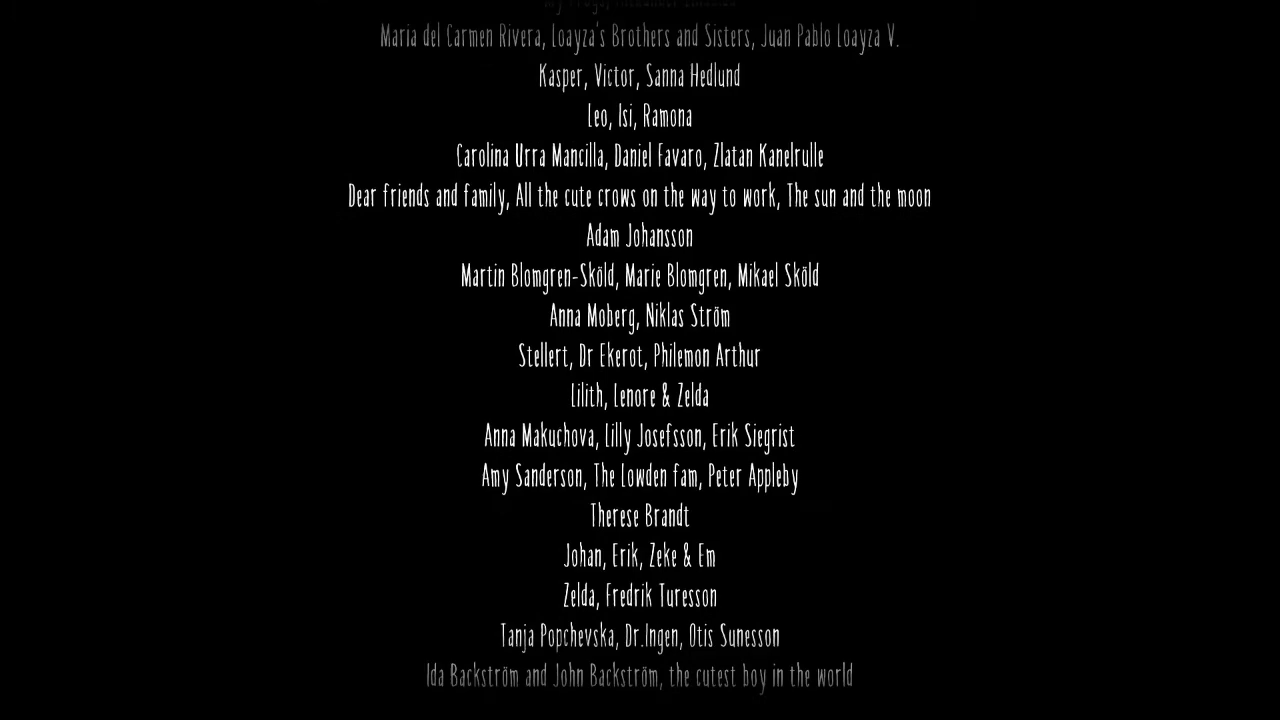 Maria del Carmen Rivera, Loayza's Brothers and Sisters, Juan Pablo Loayza V.
Kasper, Victor, Sanna Hedlund
Leo, Isi, Ramona
Carolina Urra Mancilla, Daniel Favaro, Zlatan Kanelrulle
Dear friends and family, All the cute crows on the way to work, The sun and the moon
Adam Johansson
Martin Blomgren-Sköld, Marie Blomgren, Mikael Sköld
Anna Moberg, Niklas Ström
Stellert, Dr Ekerot, Philemon Arthur
Lilith, Lenore & Zelda
Anna Makuchova, Lilly Josefsson, Erik Siegrist
Amy Sanderson, The Lowden Fam, Peter Appleby
Therese Brandt
Johan, Erik, Zeke & Em
Zelda, Fredrik Turesson
Tanja Popchevska, Dr.Ingen, Otis Sunesson
Ida Backström and John Backström, the cutest boy in the world